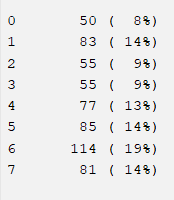 0 50 ( 8%)
1 83 ( 14%)
2 55 ( 9%)
3 55 ( 9%)
4 77 ( 13%)
5 85 ( 14%)
6 114 ( 19%)
7 81 ( 14%)